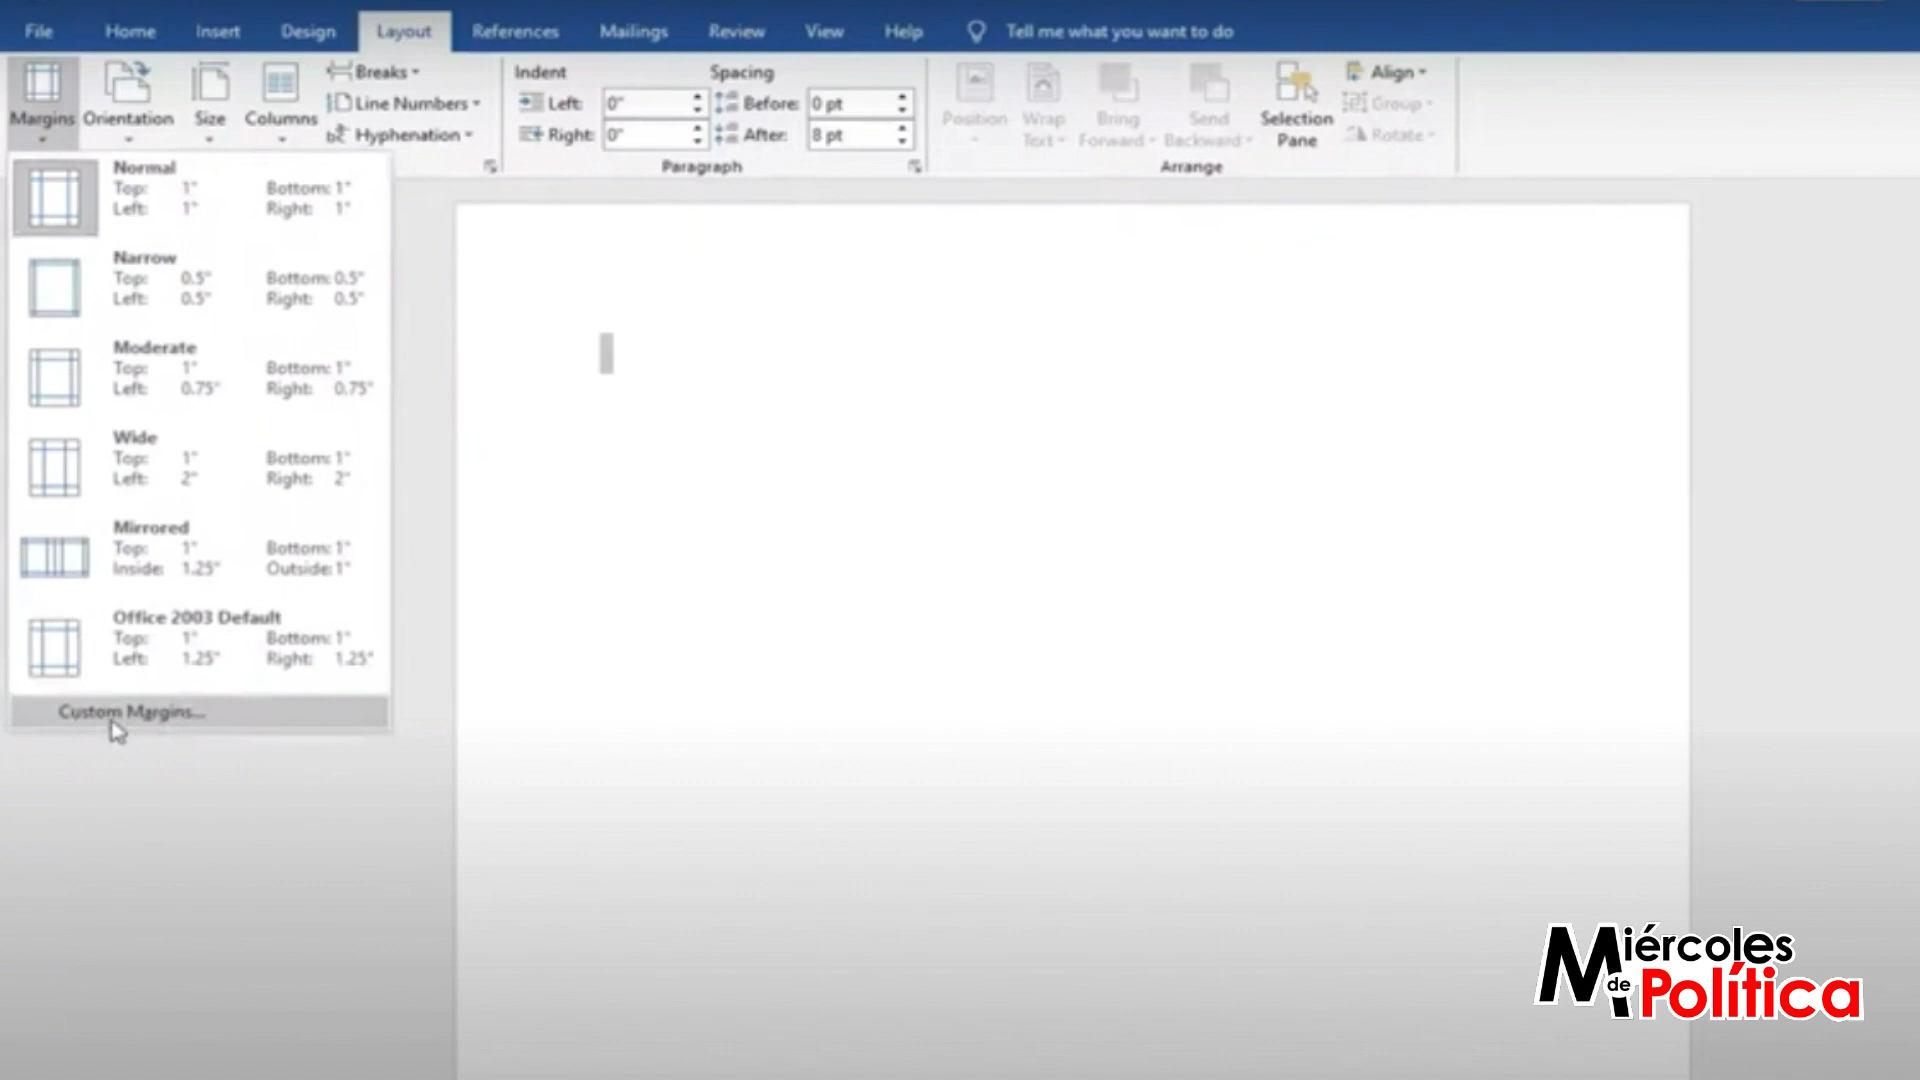 File Home Insert Design Layout References Mailings Review View Help Tell me what you want to do
Margins Orientation Size Columns
Breaks
Line Numbers
Hyphenation
Indent Spacing
Left: 0" Before: 0 pt
Right: 0" After: 8 pt
Paragraph
Position Wrap Text Bring Forward Send Backward Selection Pane
Align
Group
Rotate
Arrange
Normal
Top: 1" Bottom: 1"
Left: 1" Right: 1"
Narrow
Top: 0.5" Bottom: 0.5"
Left: 0.5" Right: 0.5"
Moderate
Top: 1" Bottom: 1"
Left: 0.75" Right: 0.75"
Wide
Top: 1" Bottom: 1"
Left: 2" Right: 2"
Mirrored
Top: 1" Bottom: 1"
Inside: 1.25" Outside: 1"
Office 2003 Default
Top: 1" Bottom: 1"
Left: 1.25" Right: 1.25"
Custom Margins...
Miércoles
de Política